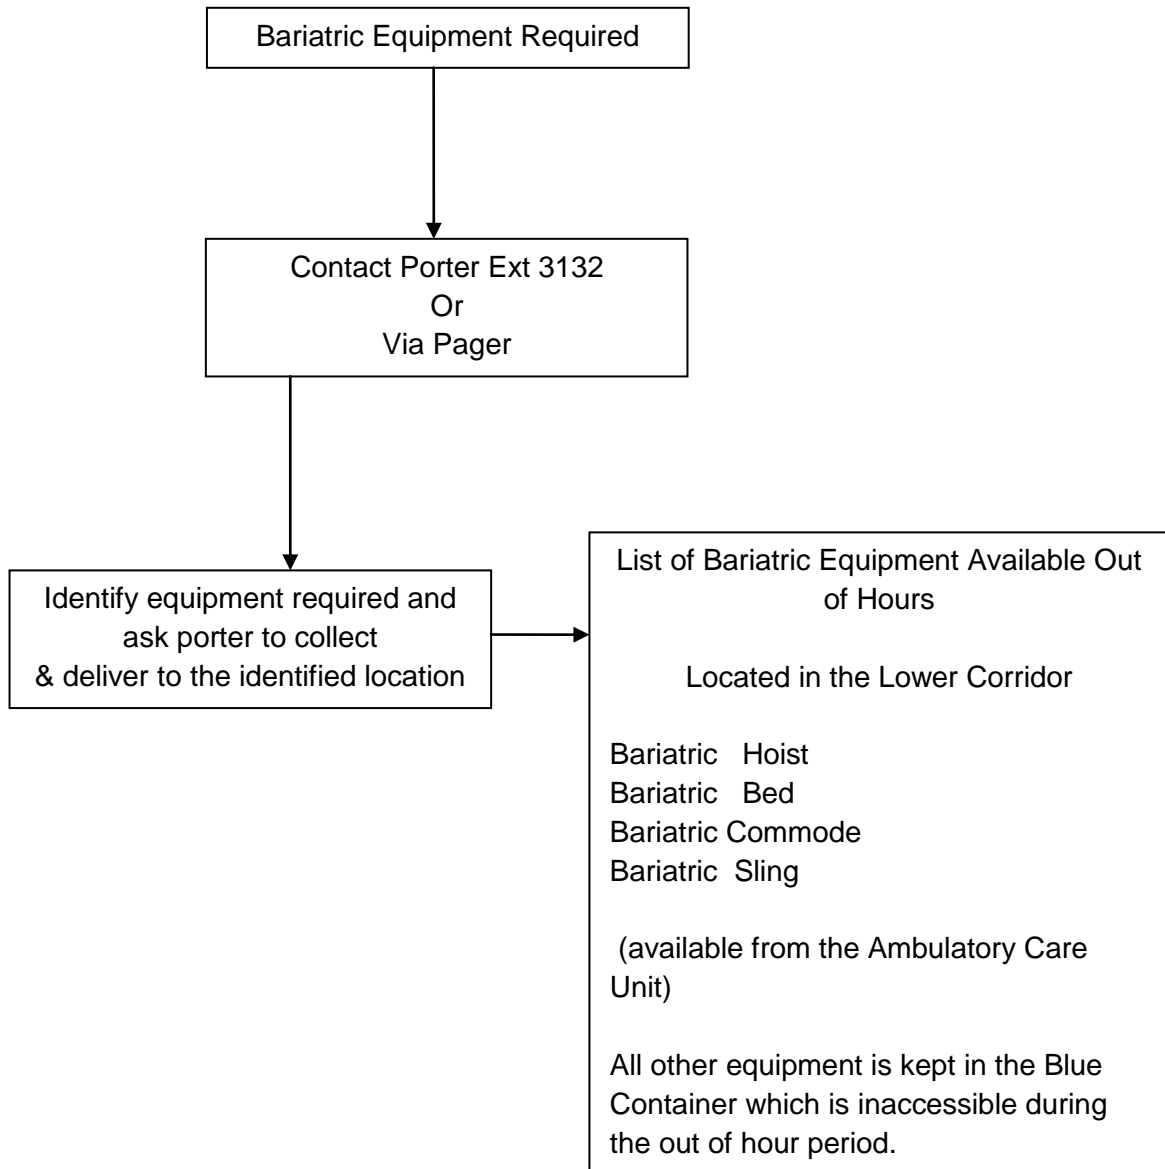 Bariatric Equipment Required
Contact Porter Ext 3132
Or
Via Pager
Identify equipment required and
ask porter to collect
& deliver to the identified location
List of Bariatric Equipment Available Out
of Hours
Located in the Lower Corridor
Bariatric Hoist
Bariatric Bed
Bariatric Commode
Bariatric Sling
(available from the Ambulatory Care
Unit)
All other equipment is kept in the Blue
Container which is inaccessible during
the out of hour period.